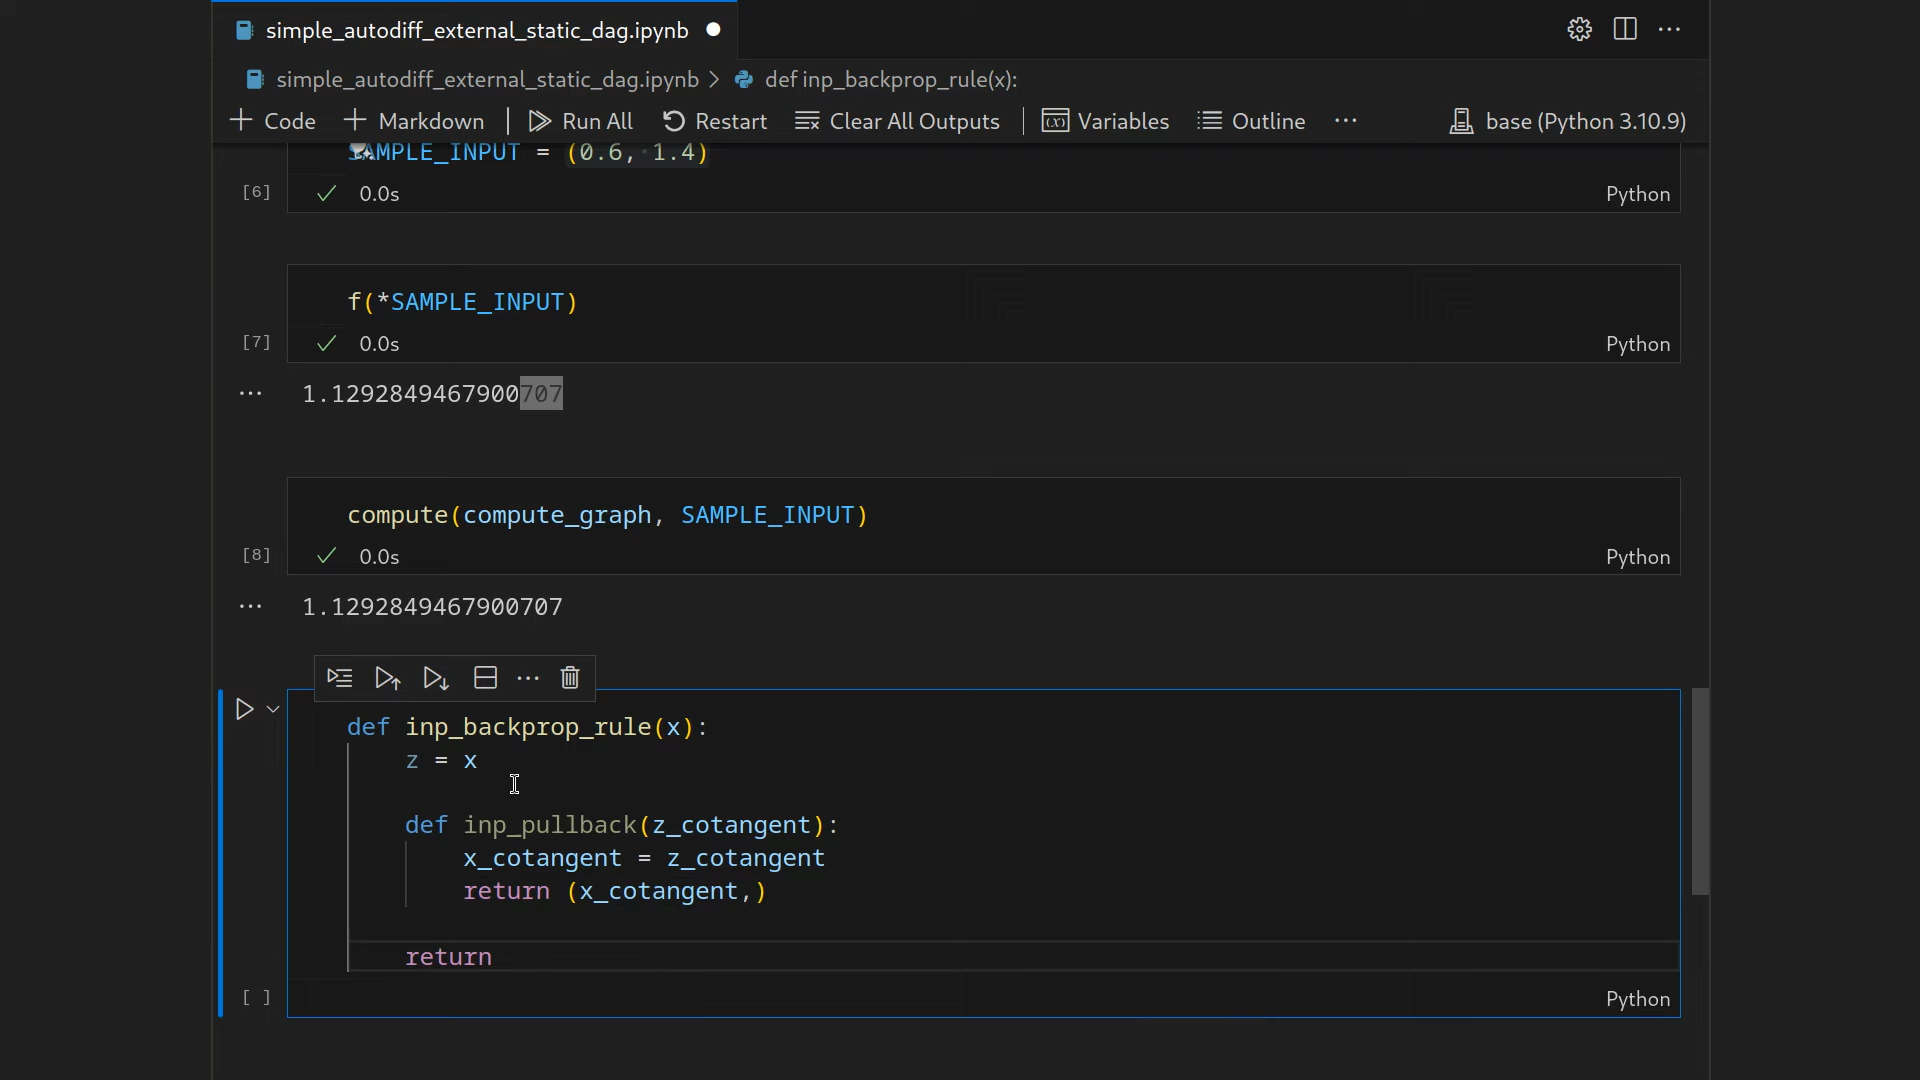 simple_autodiff_external_static_dag.ipynb
simple_autodiff_external_static_dag.ipynb > def inp_backprop_rule(x):
+ Code + Markdown Run All Restart Clear All Outputs Variables Outline ... base (Python 3.10.9)
SAMPLE_INPUT = (0.6, 1.4)
[6] 0.0s Python
f(*SAMPLE_INPUT)
[7] 0.0s Python
... 1.1292849467900707
compute(compute_graph, SAMPLE_INPUT)
[8] 0.0s Python
... 1.1292849467900707
def inp_backprop_rule(x):
z = x
def inp_pullback(z_cotangent):
x_cotangent = z_cotangent
return (x_cotangent,)
return
[ ] Python